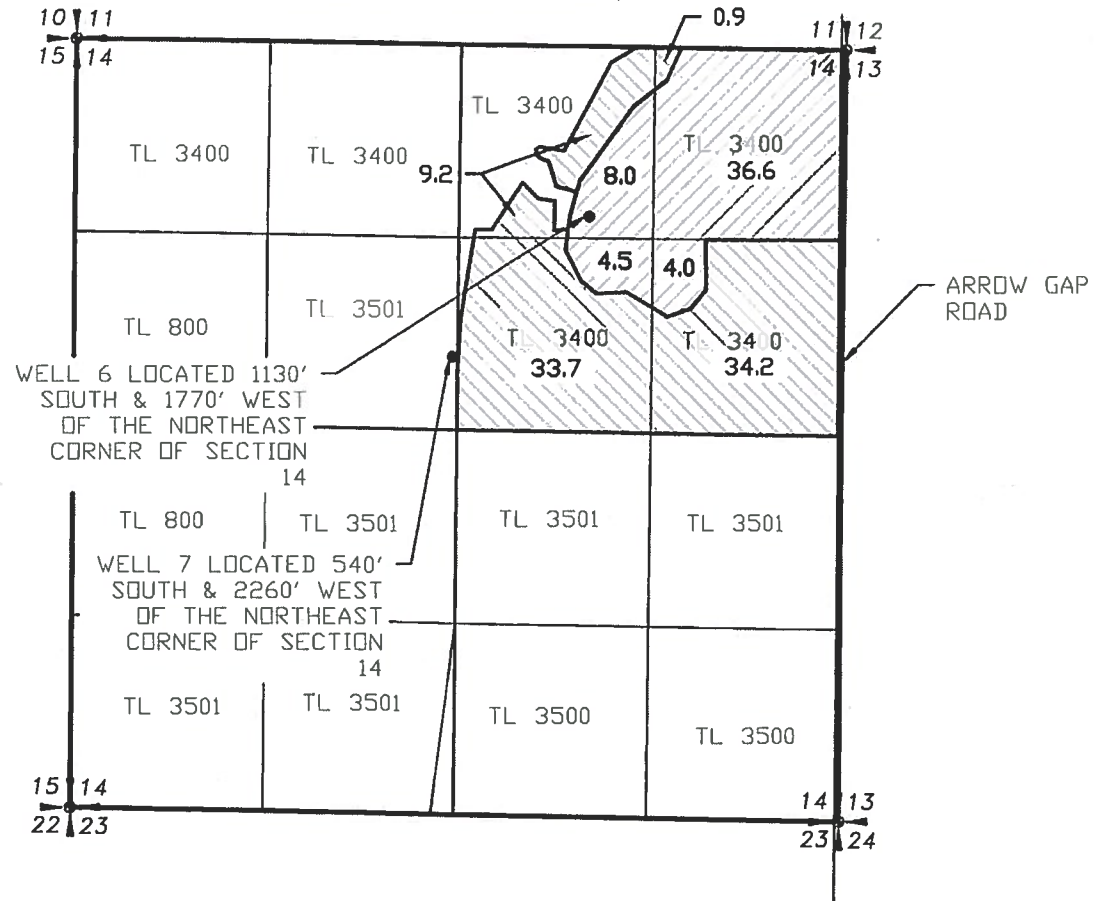 0.9
10 11
15 14
11 12
14 13
TL 3400
TL 3400
TL 3400
TL 3400
36.6
9.2
8.0
4.5
4.0
ARROW GAP
ROAD
TL 800
TL 3501
TL 3400
33.7
TL 3400
34.2
WELL 6 LOCATED 1130'
SOUTH & 1770' WEST
OF THE NORTHEAST
CORNER OF SECTION
14
TL 800
TL 3501
TL 3501
TL 3501
WELL 7 LOCATED 540'
SOUTH & 2260' WEST
OF THE NORTHEAST
CORNER OF SECTION
14
TL 3501
TL 3501
TL 3500
TL 3500
15 14
22 23
14 13
23 24